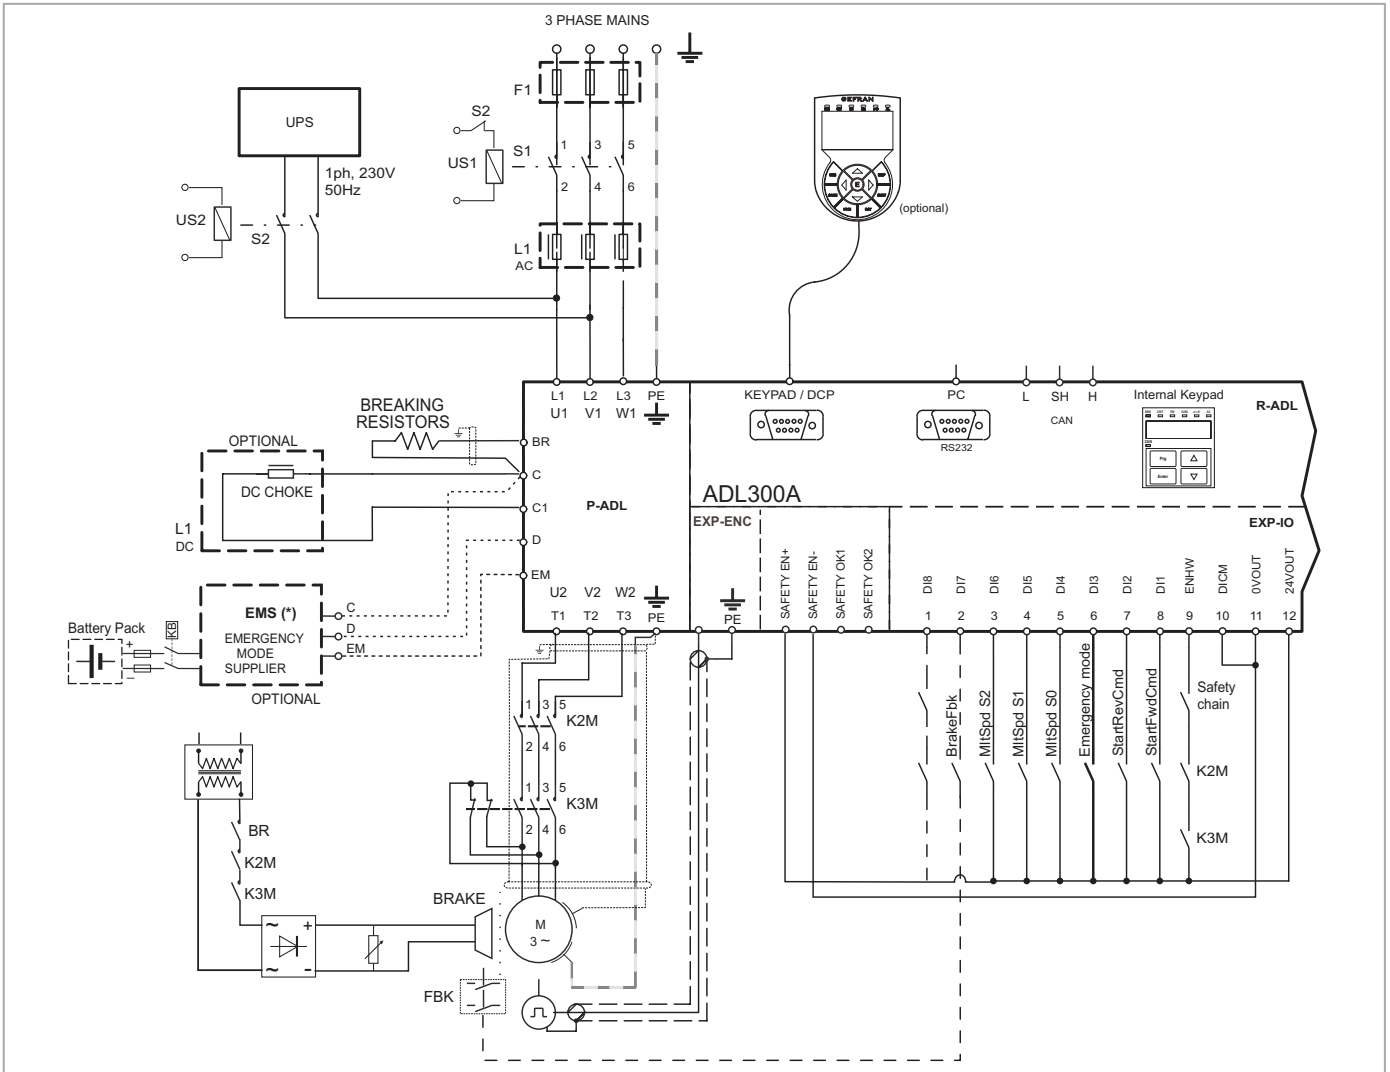 3 PHASE MAINS
F1
UPS
S2
US1
S1
1
3
5
2
4
6
1ph, 230V
50Hz
US2
S2
L1
AC
GEFRAN
E
(optional)
L1
L2
L3
PE
U1
V1
W1
KEYPAD / DCP
PC
L
SH
H
CAN
RS232
Internal Keypad
R-ADL
Prg
Enter
BREAKING
RESISTORS
OPTIONAL
DC CHOKE
L1
DC
BR
C
C1
D
EM
P-ADL
ADL300A
EXP-ENC
EXP-IO
EMS (*)
EMERGENCY
MODE
SUPPLIER
OPTIONAL
C
D
EM
Battery Pack
+
–
KB
U2
V2
W2
T1
T2
T3
PE
PE
SAFETY EN+
SAFETY EN-
SAFETY OK1
SAFETY OK2
DI8
DI7
DI6
DI5
DI4
DI3
DI2
DI1
ENHW
DICM
0VOUT
24VOUT
1
2
3
4
5
6
7
8
9
10
11
12
BrakeFbk
MltSpd S2
MltSpd S1
MltSpd S0
Emergency mode
StartRevCmd
StartFwdCmd
Safety
chain
K2M
K3M
1
3
5
K2M
2
4
6
1
3
5
K3M
2
4
6
BR
K2M
K3M
BRAKE
~
+
~
-
M
3 ~
FBK